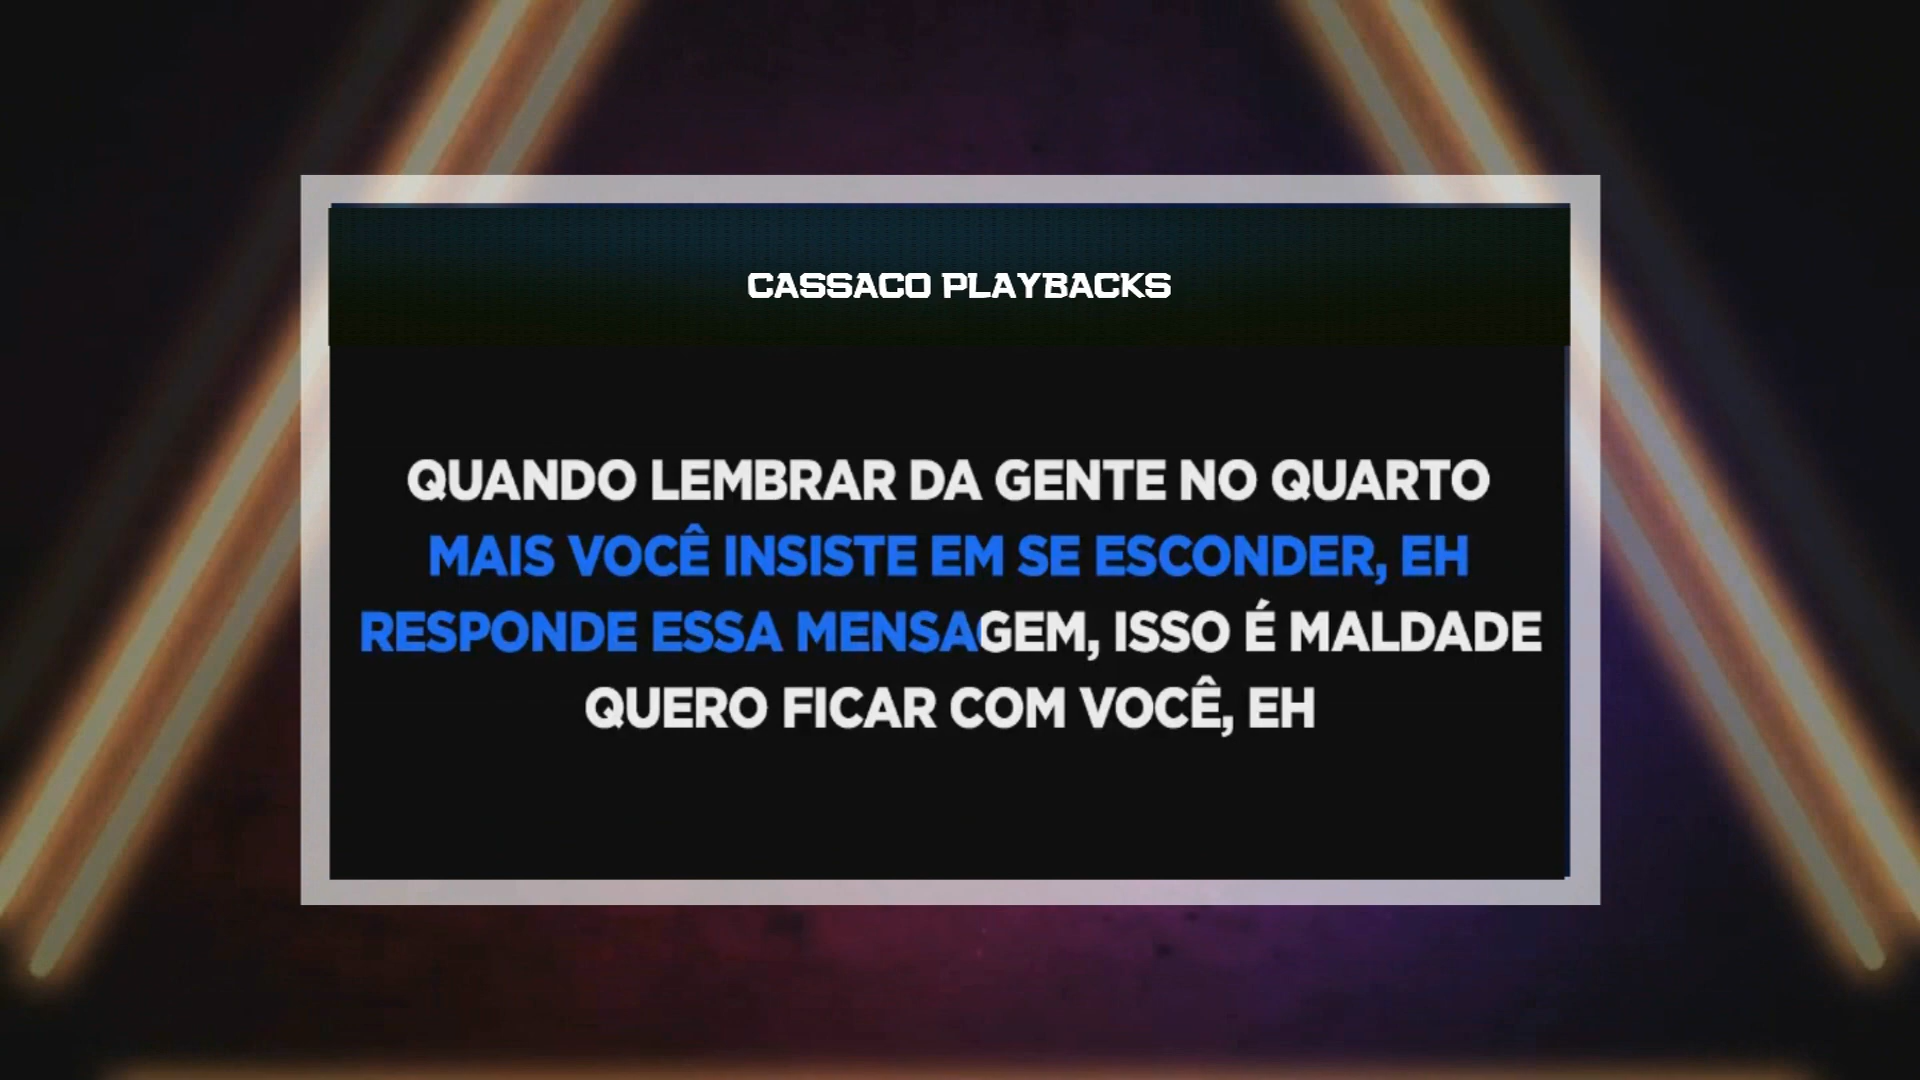 CASSACO PLAYBACKS
QUANDO LEMBRAR DA GENTE NO QUARTO
MAIS VOCÊ INSISTE EM SE ESCONDER, EH
RESPONDE ESSA MENSAGEM, ISSO É MALDADE
QUERO FICAR COM VOCÊ, EH